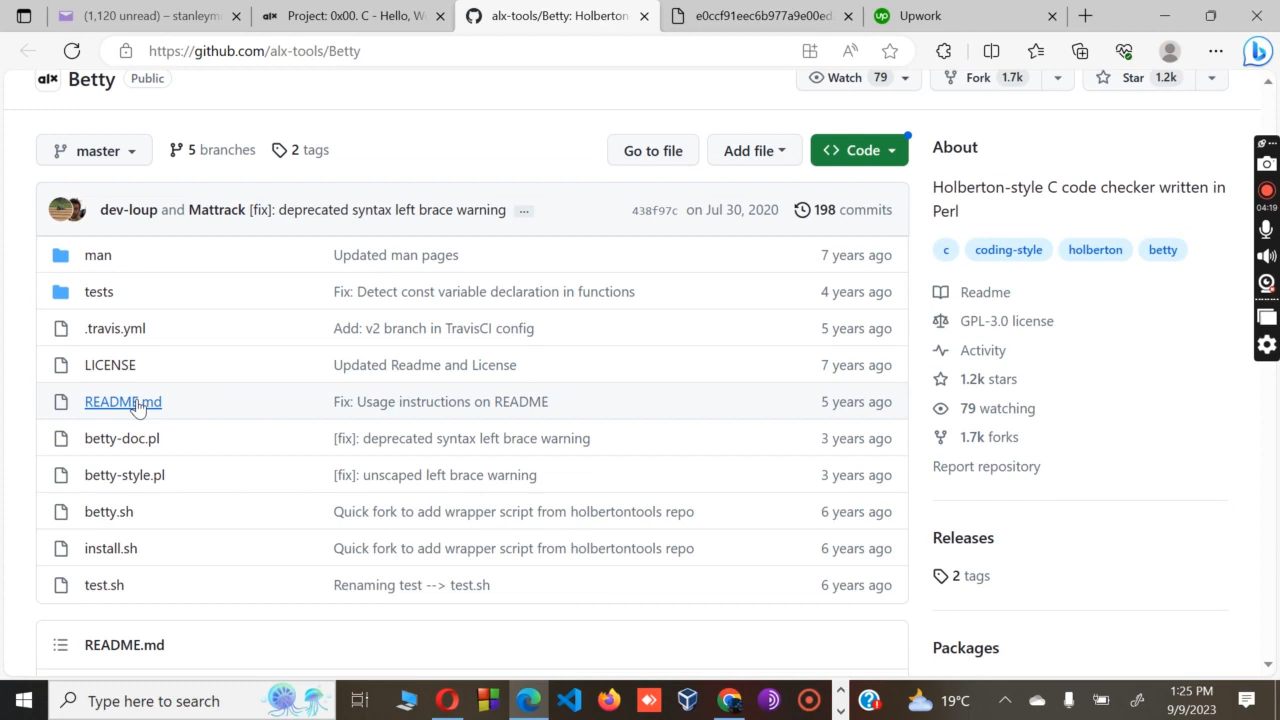 (1,120 unread) – stanleym
Project: 0x00. C - Hello, W
alx-tools/Betty: Holberton
e0ccf91eec6b977a9e00ed
Upwork
https://github.com/alx-tools/Betty
alx Betty Public
Watch 79
Fork 1.7k
Star 1.2k
master
5 branches
2 tags
Go to file
Add file
Code
dev-loup and Mattrack [fix]: deprecated syntax left brace warning ...
438f97c on Jul 30, 2020
198 commits
man Updated man pages 7 years ago
tests Fix: Detect const variable declaration in functions 4 years ago
.travis.yml Add: v2 branch in TravisCI config 5 years ago
LICENSE Updated Readme and License 7 years ago
README.md Fix: Usage instructions on README 5 years ago
betty-doc.pl [fix]: deprecated syntax left brace warning 3 years ago
betty-style.pl [fix]: unscaped left brace warning 3 years ago
betty.sh Quick fork to add wrapper script from holbertontools repo 6 years ago
install.sh Quick fork to add wrapper script from holbertontools repo 6 years ago
test.sh Renaming test --> test.sh 6 years ago
README.md
About
Holberton-style C code checker written in
Perl
c coding-style holberton betty
Readme
GPL-3.0 license
Activity
1.2k stars
79 watching
1.7k forks
Report repository
Releases
2 tags
Packages
04:19
Type here to search
19°C
1:25 PM
9/9/2023